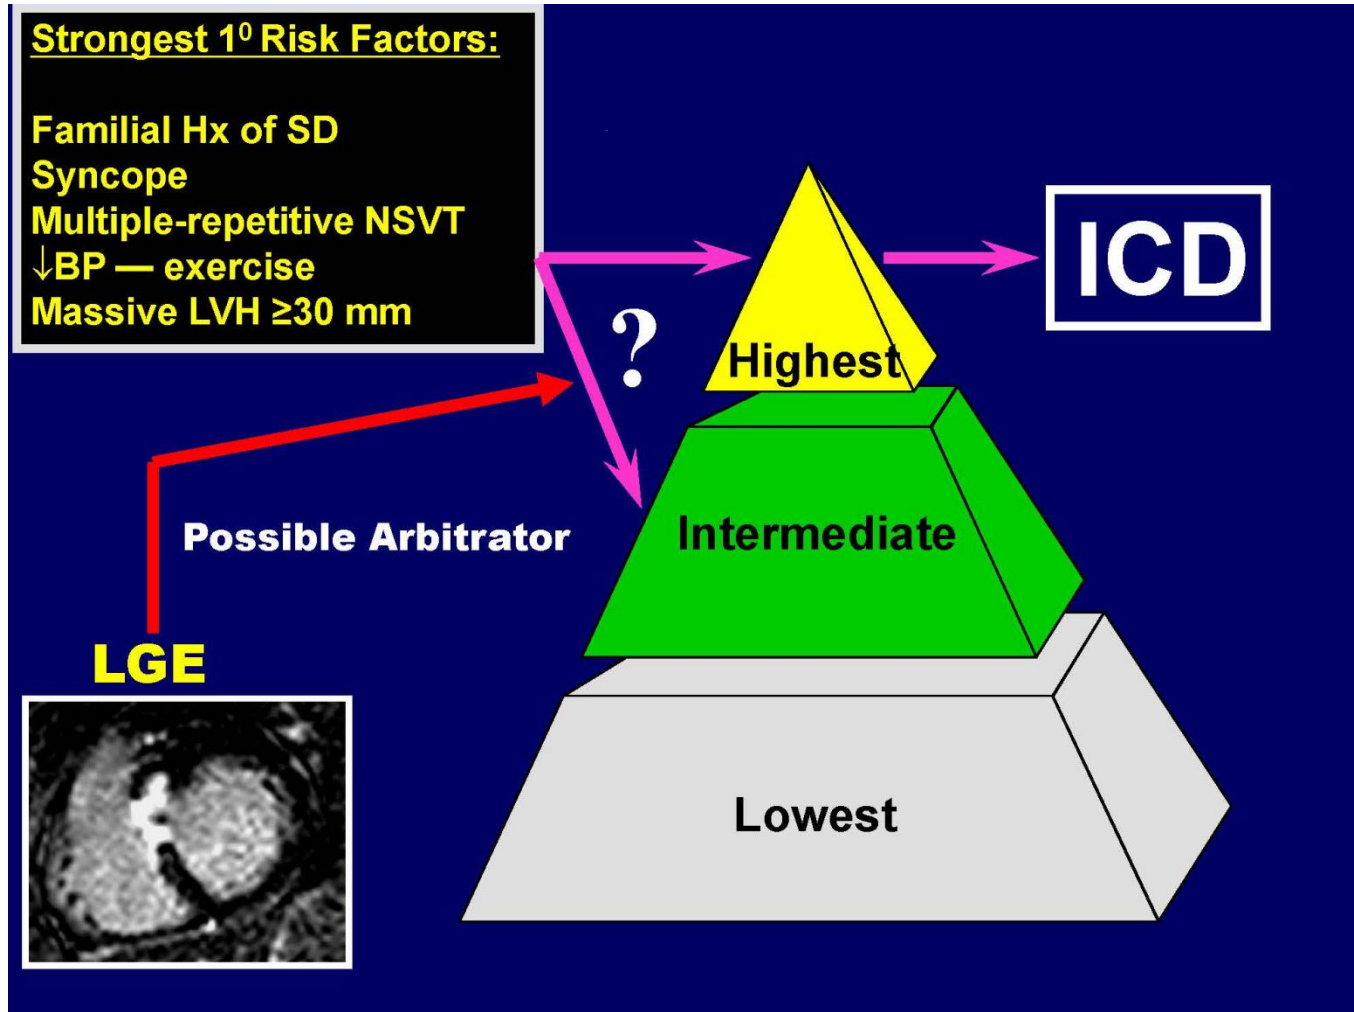 Strongest 1⁰ Risk Factors:
Familial Hx of SD
Syncope
Multiple-repetitive NSVT
↓BP — exercise
Massive LVH ≥30 mm
?
ICD
Highest
Intermediate
Lowest
Possible Arbitrator
LGE